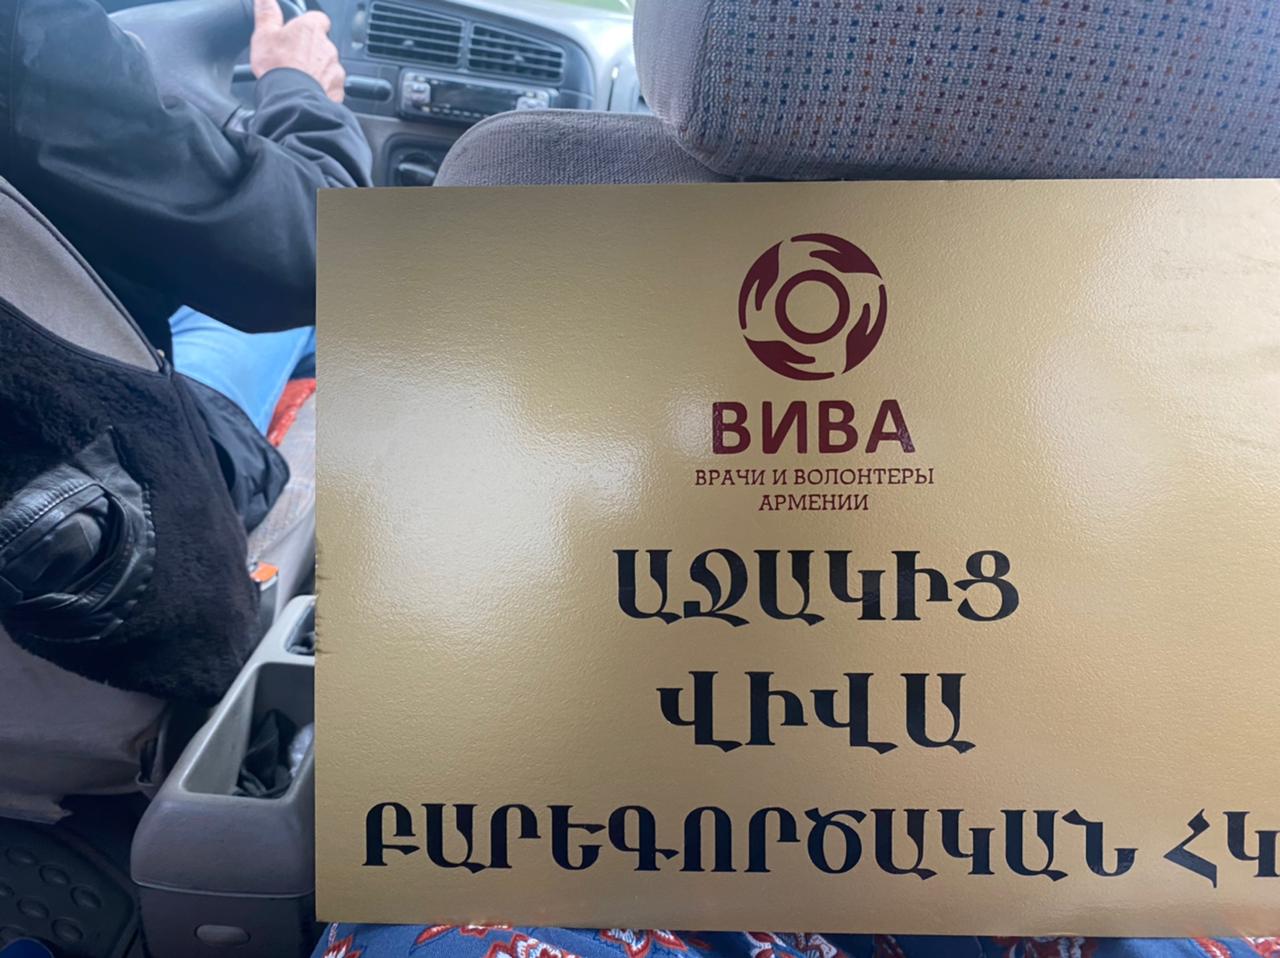 ВИВА
ВРАЧИ И ВОЛОНТЕРЫ
АРМЕНИИ
ԱՋԱԿԻՑ
ՎԻՎԱ
ԲԱՐԵԳՈՐԾԱԿԱՆ ՀԿ